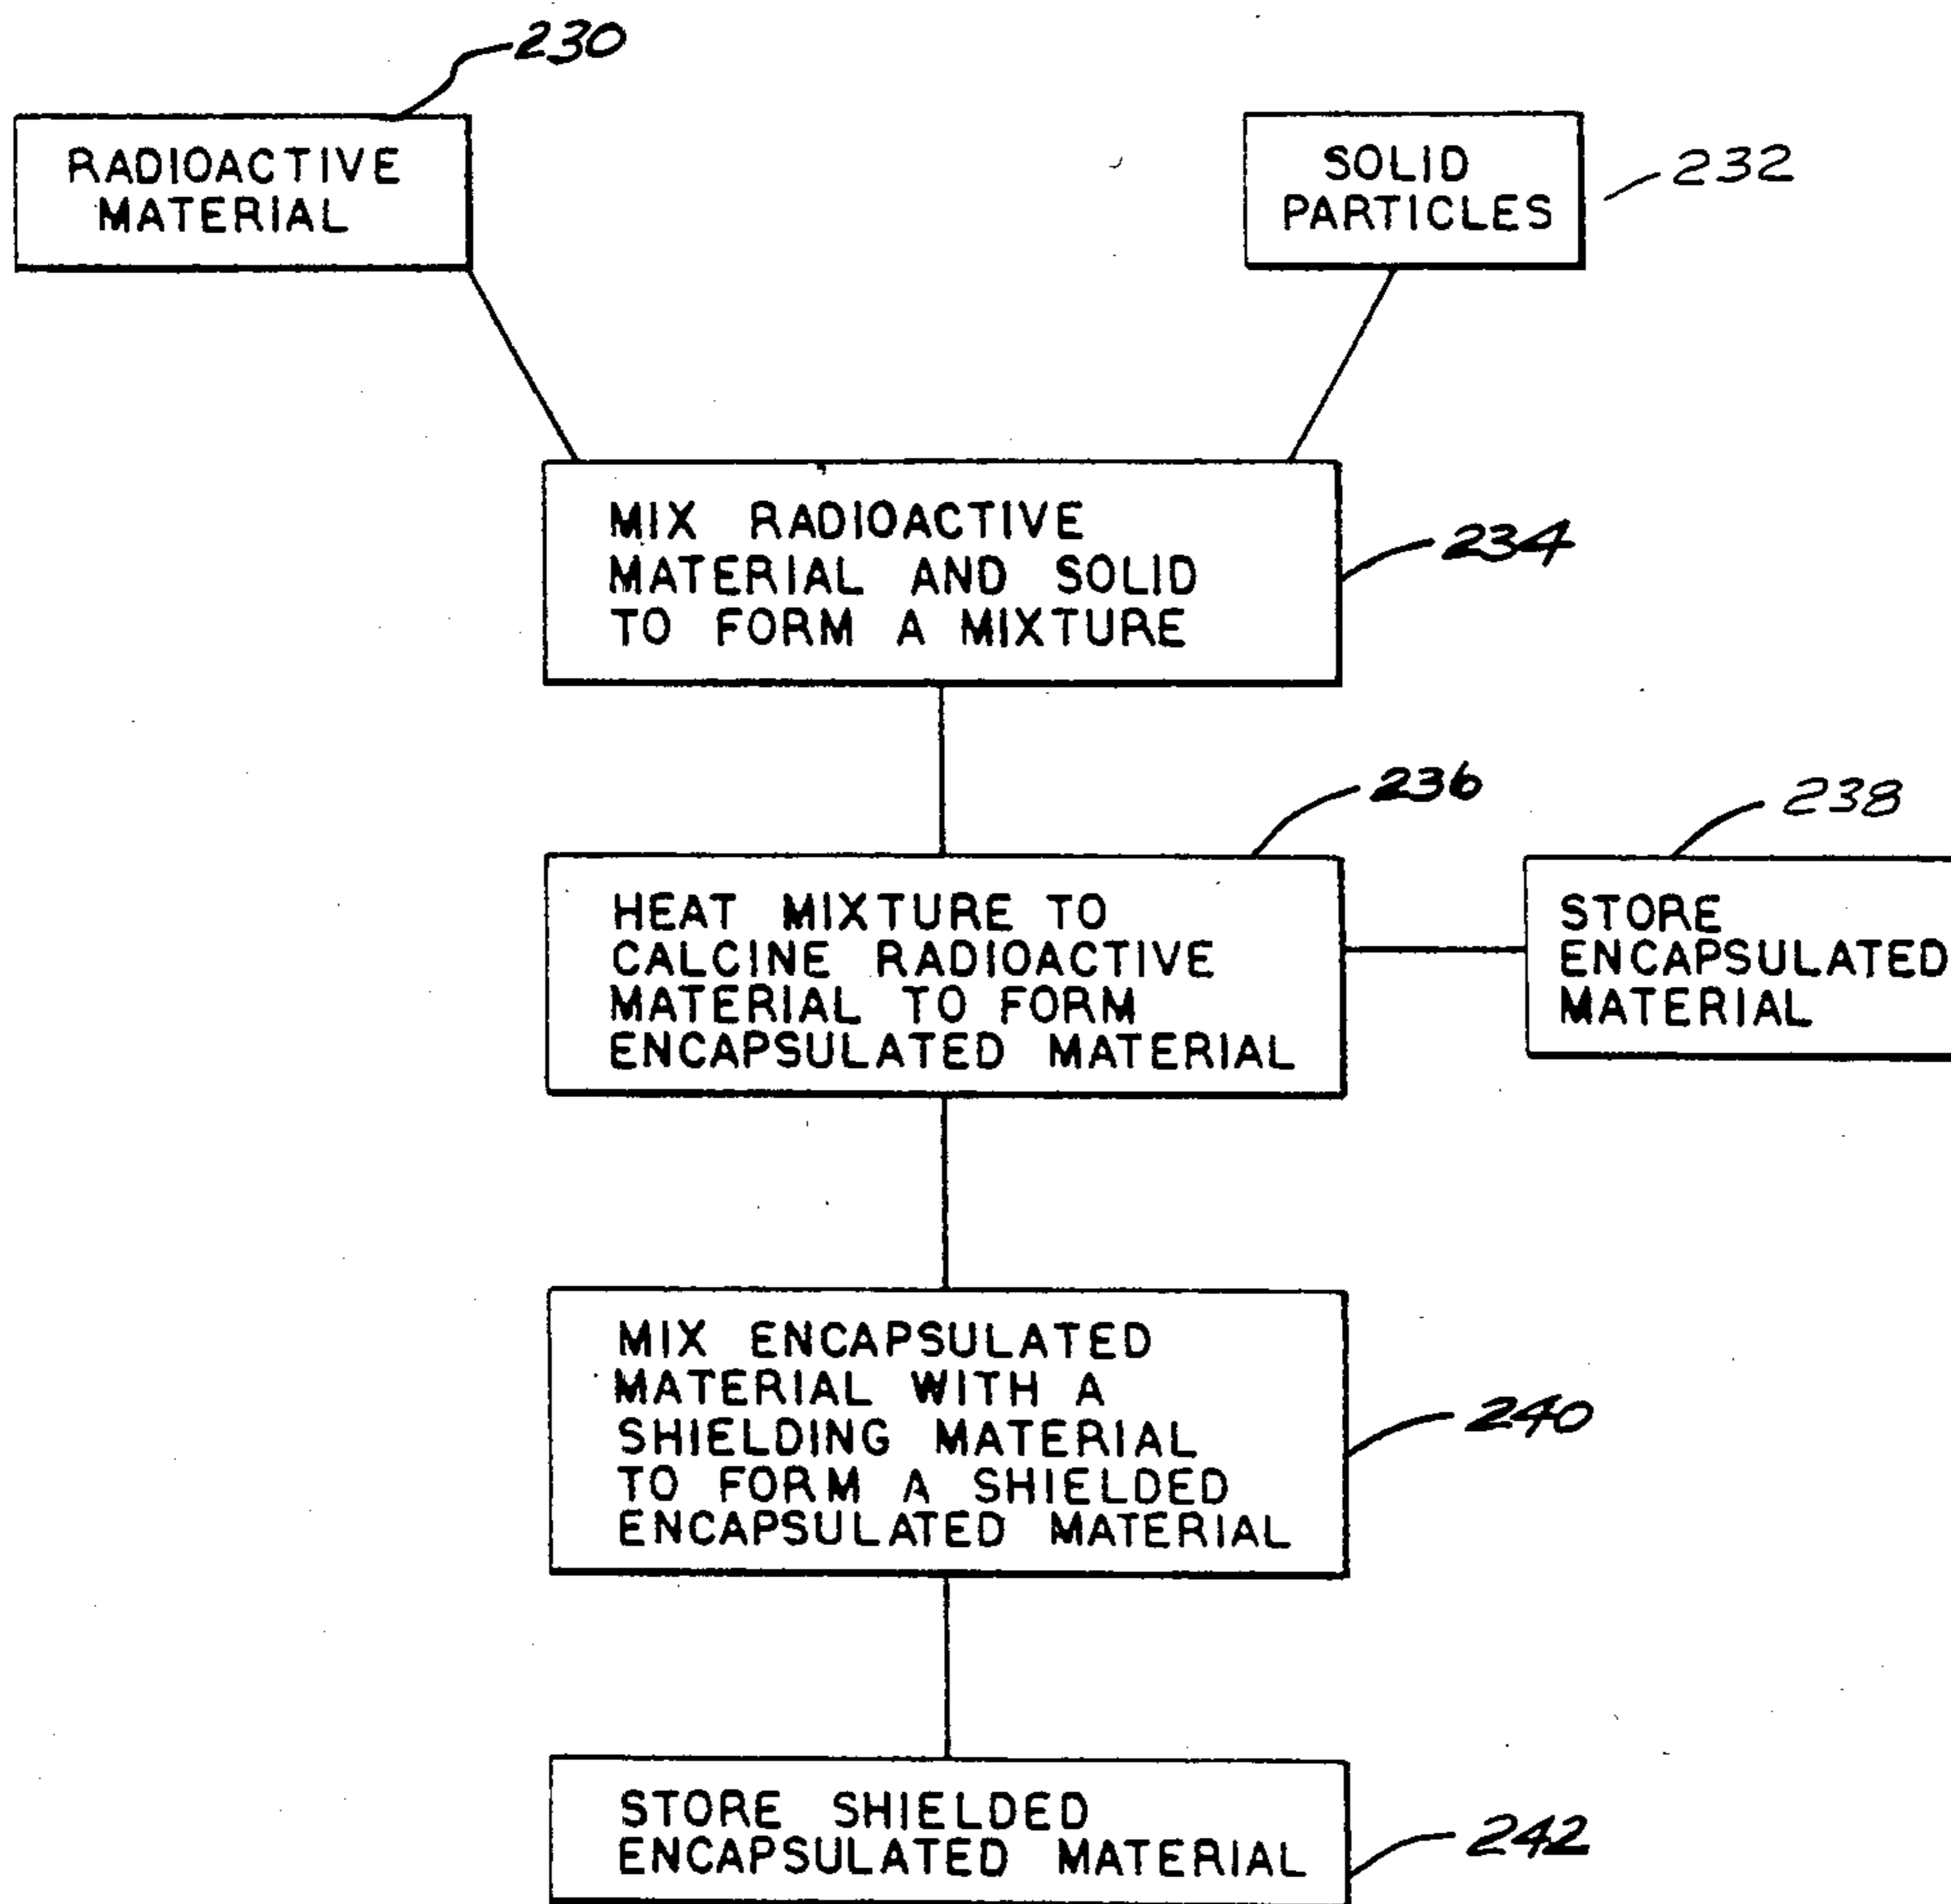 230
RADIOACTIVE
MATERIAL
SOLID
PARTICLES
232
MIX RADIOACTIVE
MATERIAL AND SOLID
TO FORM A MIXTURE
234
236
HEAT MIXTURE TO
CALCINE RADIOACTIVE
MATERIAL TO FORM
ENCAPSULATED MATERIAL
238
STORE
ENCAPSULATED
MATERIAL
MIX ENCAPSULATED
MATERIAL WITH A
SHIELDING MATERIAL
TO FORM A SHIELDED
ENCAPSULATED MATERIAL
240
STORE SHIELDED
ENCAPSULATED MATERIAL
242